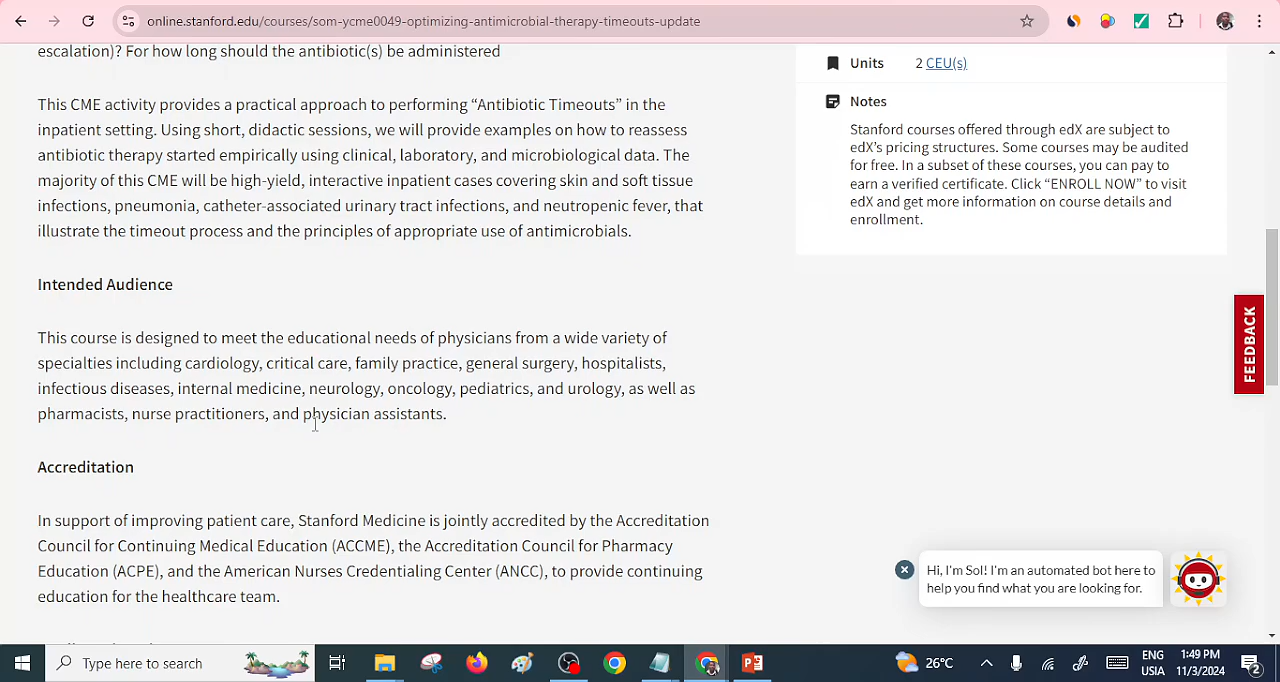 online.stanford.edu/courses/som-ycme0049-optimizing-antimicrobial-therapy-timeouts-update
escalation)? For how long should the antibiotic(s) be administered
This CME activity provides a practical approach to performing “Antibiotic Timeouts” in the
inpatient setting. Using short, didactic sessions, we will provide examples on how to reassess
antibiotic therapy started empirically using clinical, laboratory, and microbiological data. The
majority of this CME will be high-yield, interactive inpatient cases covering skin and soft tissue
infections, pneumonia, catheter-associated urinary tract infections, and neutropenic fever, that
illustrate the timeout process and the principles of appropriate use of antimicrobials.
Intended Audience
This course is designed to meet the educational needs of physicians from a wide variety of
specialties including cardiology, critical care, family practice, general surgery, hospitalists,
infectious diseases, internal medicine, neurology, oncology, pediatrics, and urology, as well as
pharmacists, nurse practitioners, and physician assistants.
Accreditation
In support of improving patient care, Stanford Medicine is jointly accredited by the Accreditation
Council for Continuing Medical Education (ACCME), the Accreditation Council for Pharmacy
Education (ACPE), and the American Nurses Credentialing Center (ANCC), to provide continuing
education for the healthcare team.
Units 2 CEU(s)
Notes
Stanford courses offered through edX are subject to
edX’s pricing structures. Some courses may be audited
for free. In a subset of these courses, you can pay to
earn a verified certificate. Click “ENROLL NOW” to visit
edX and get more information on course details and
enrollment.
FEEDBACK
Hi, I'm Sol! I'm an automated bot here to
help you find what you are looking for.
Type here to search
26°C
ENG
USIA
1:49 PM
11/3/2024
2